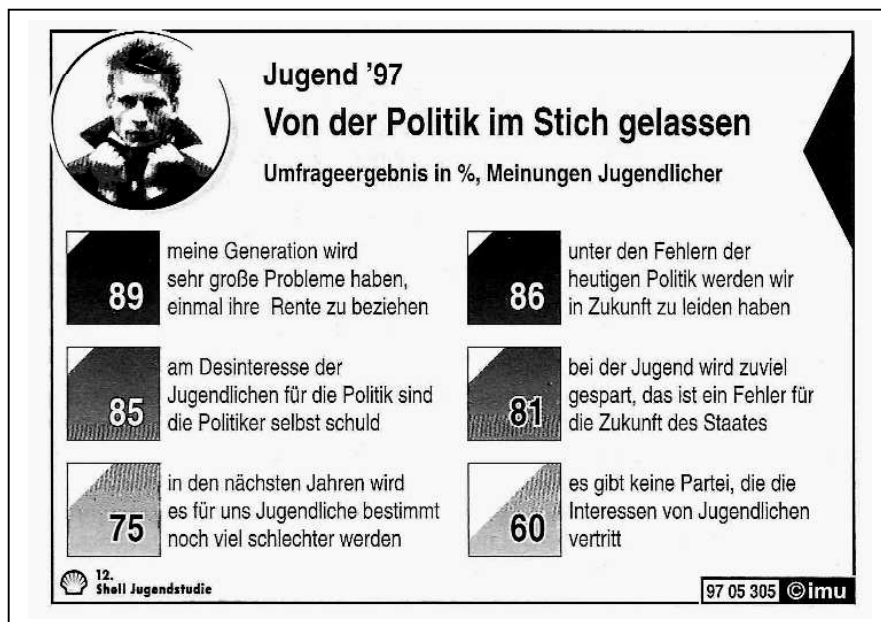 Jugend '97
Von der Politik im Stich gelassen
Umfrageergebnis in %, Meinungen Jugendlicher
89
meine Generation wird
sehr große Probleme haben,
einmal ihre Rente zu beziehen
86
unter den Fehlern der
heutigen Politik werden wir
in Zukunft zu leiden haben
85
am Desinteresse der
Jugendlichen für die Politik sind
die Politiker selbst schuld
81
bei der Jugend wird zuviel
gespart, das ist ein Fehler für
die Zukunft des Staates
75
in den nächsten Jahren wird
es für uns Jugendliche bestimmt
noch viel schlechter werden
60
es gibt keine Partei, die die
Interessen von Jugendlichen
vertritt
12.
Shell Jugendstudie
97 05 305 ©imu